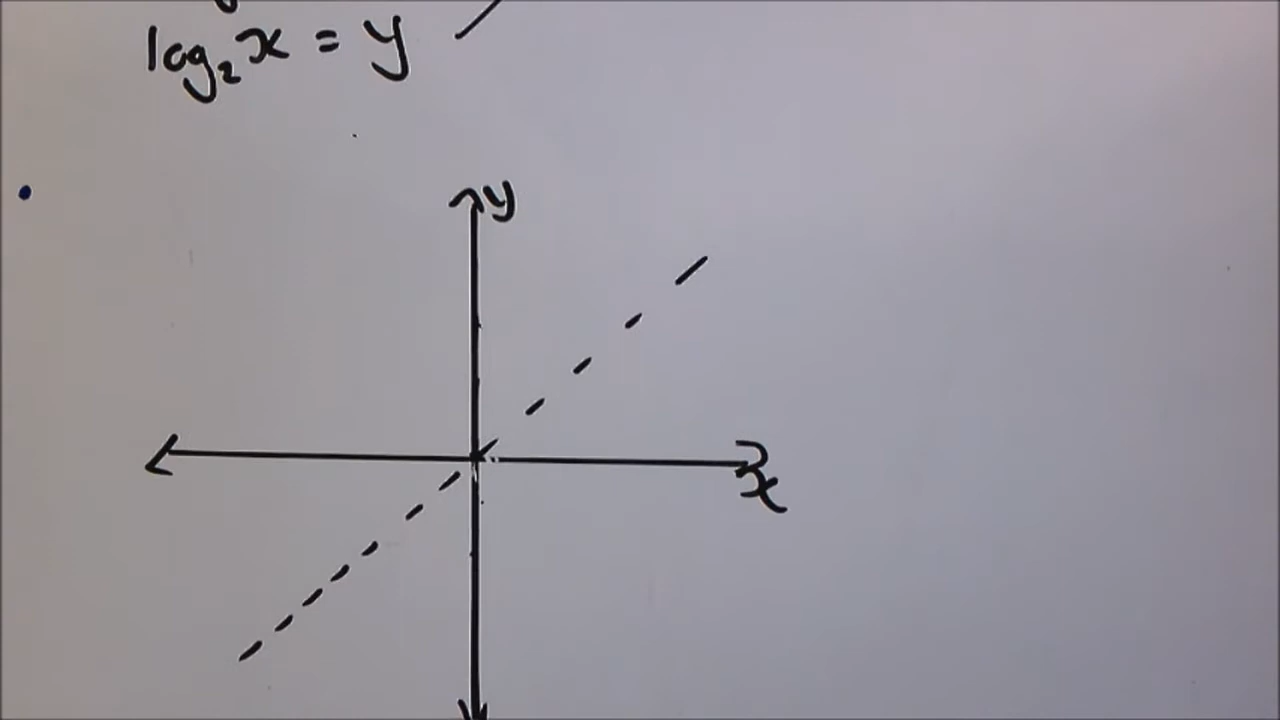 log₂x = y
y
x